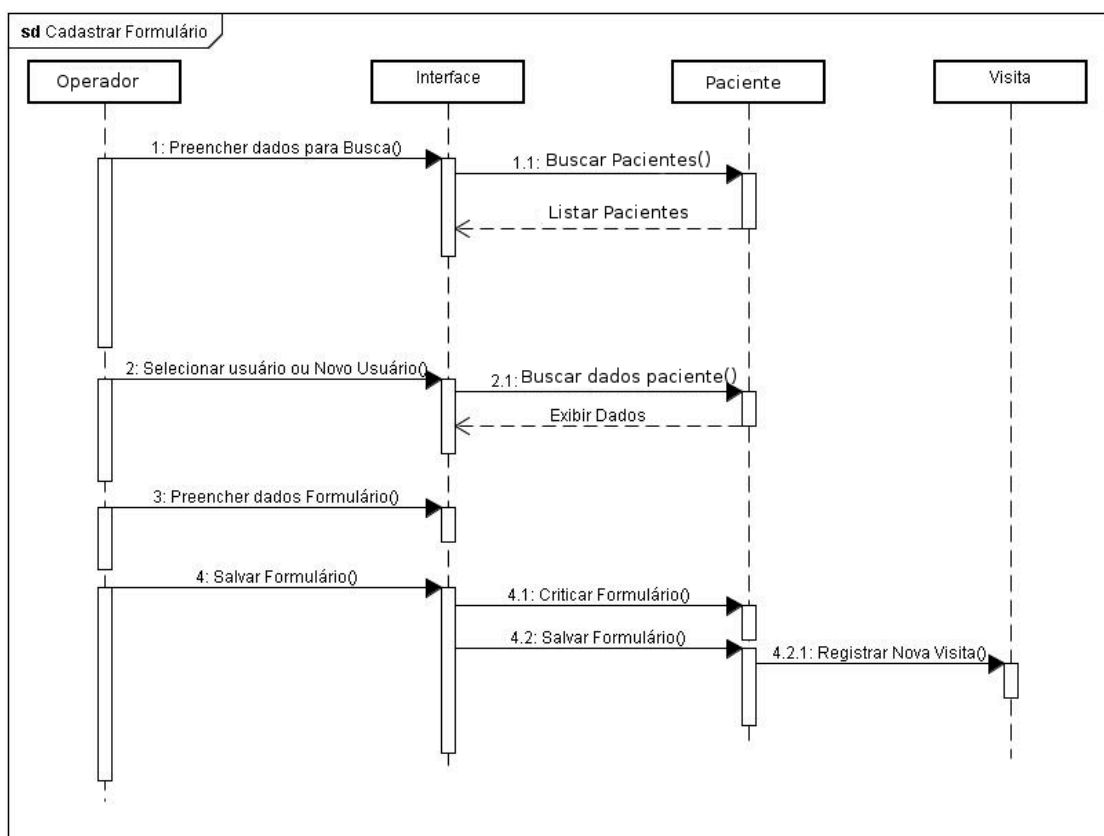 sd Cadastrar Formulário
Operador
Interface
Paciente
Visita
1: Preencher dados para Busca()
1.1: Buscar Pacientes()
Listar Pacientes
2: Selecionar usuário ou Novo Usuário()
2.1: Buscar dados paciente()
Exibir Dados
3: Preencher dados Formulário()
4: Salvar Formulário()
4.1: Criticar Formulário()
4.2: Salvar Formulário()
4.2.1: Registrar Nova Visita()